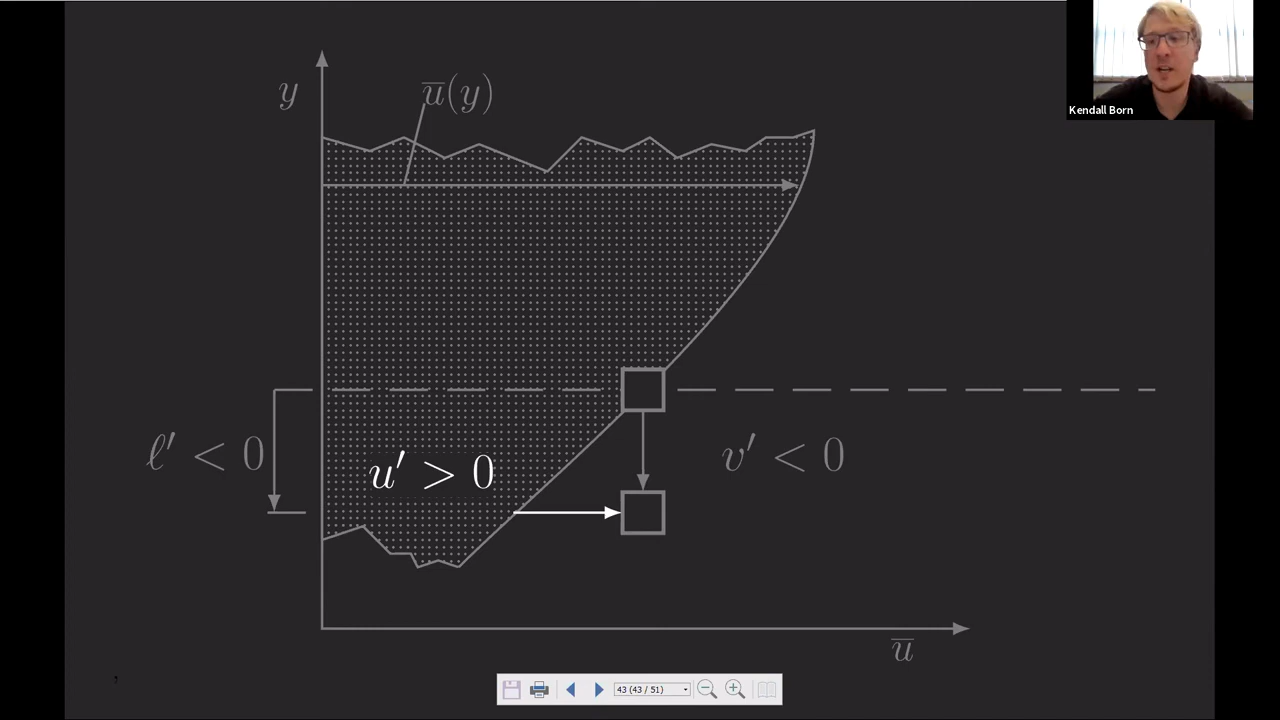 Kendall Born
y
u̅(y)
ℓ′ < 0
u′ > 0
v′ < 0
u̅
43 (43 / 51)